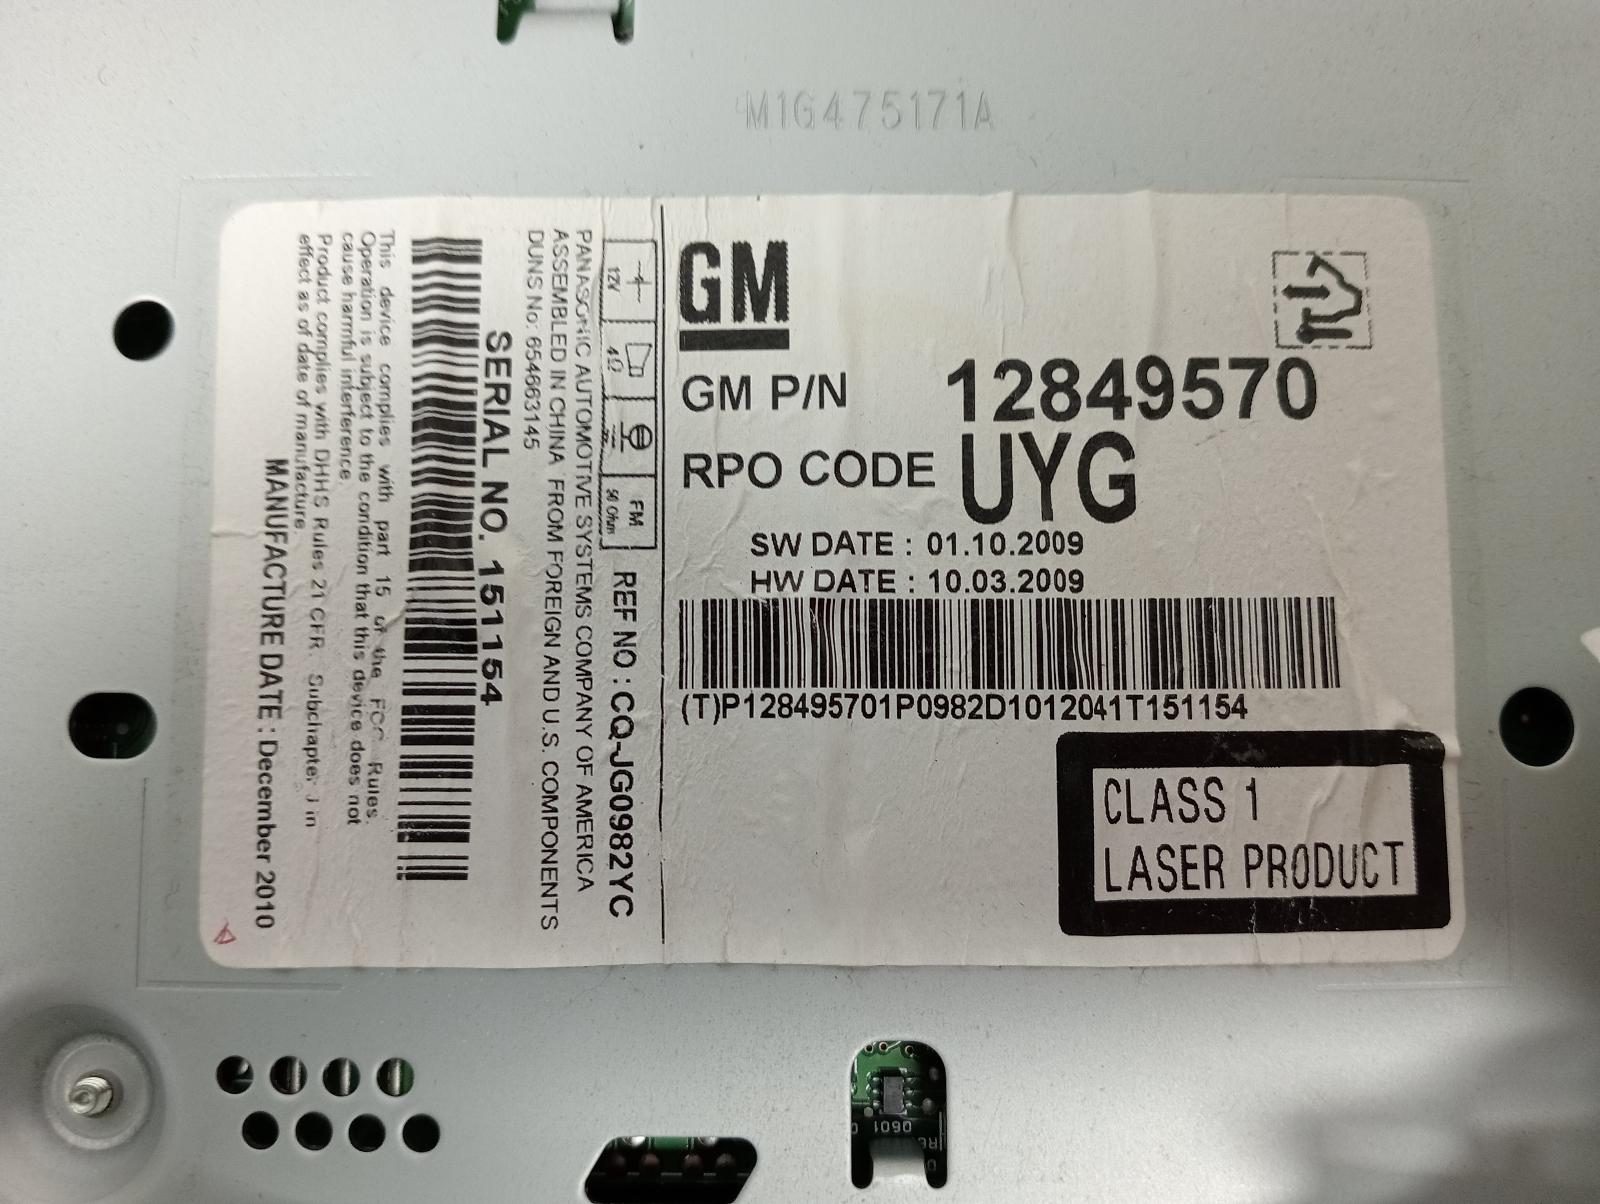 M1G475171A
GM
GM P/N 12849570
RPO CODE UYG
SW DATE : 01.10.2009
HW DATE : 10.03.2009
(T)P128495701P0982D1012041T151154
CLASS 1
LASER PRODUCT
12V 4Ω FM 50 Ohm REF NO : CQ-JG0982YC
PANASONIC AUTOMOTIVE SYSTEMS COMPANY OF AMERICA
ASSEMBLED IN CHINA FROM FOREIGN AND U.S. COMPONENTS
DUNS No: 654663145
SERIAL NO. 151154
This device complies with part 15 of the FCC Rules.
Operation is subject to the condition that this device does not
cause harmful interference.
Product complies with DHHS Rules 21 CFR Subchapter J in
effect as of date of manufacture.
MANUFACTURE DATE : December 2010
0601